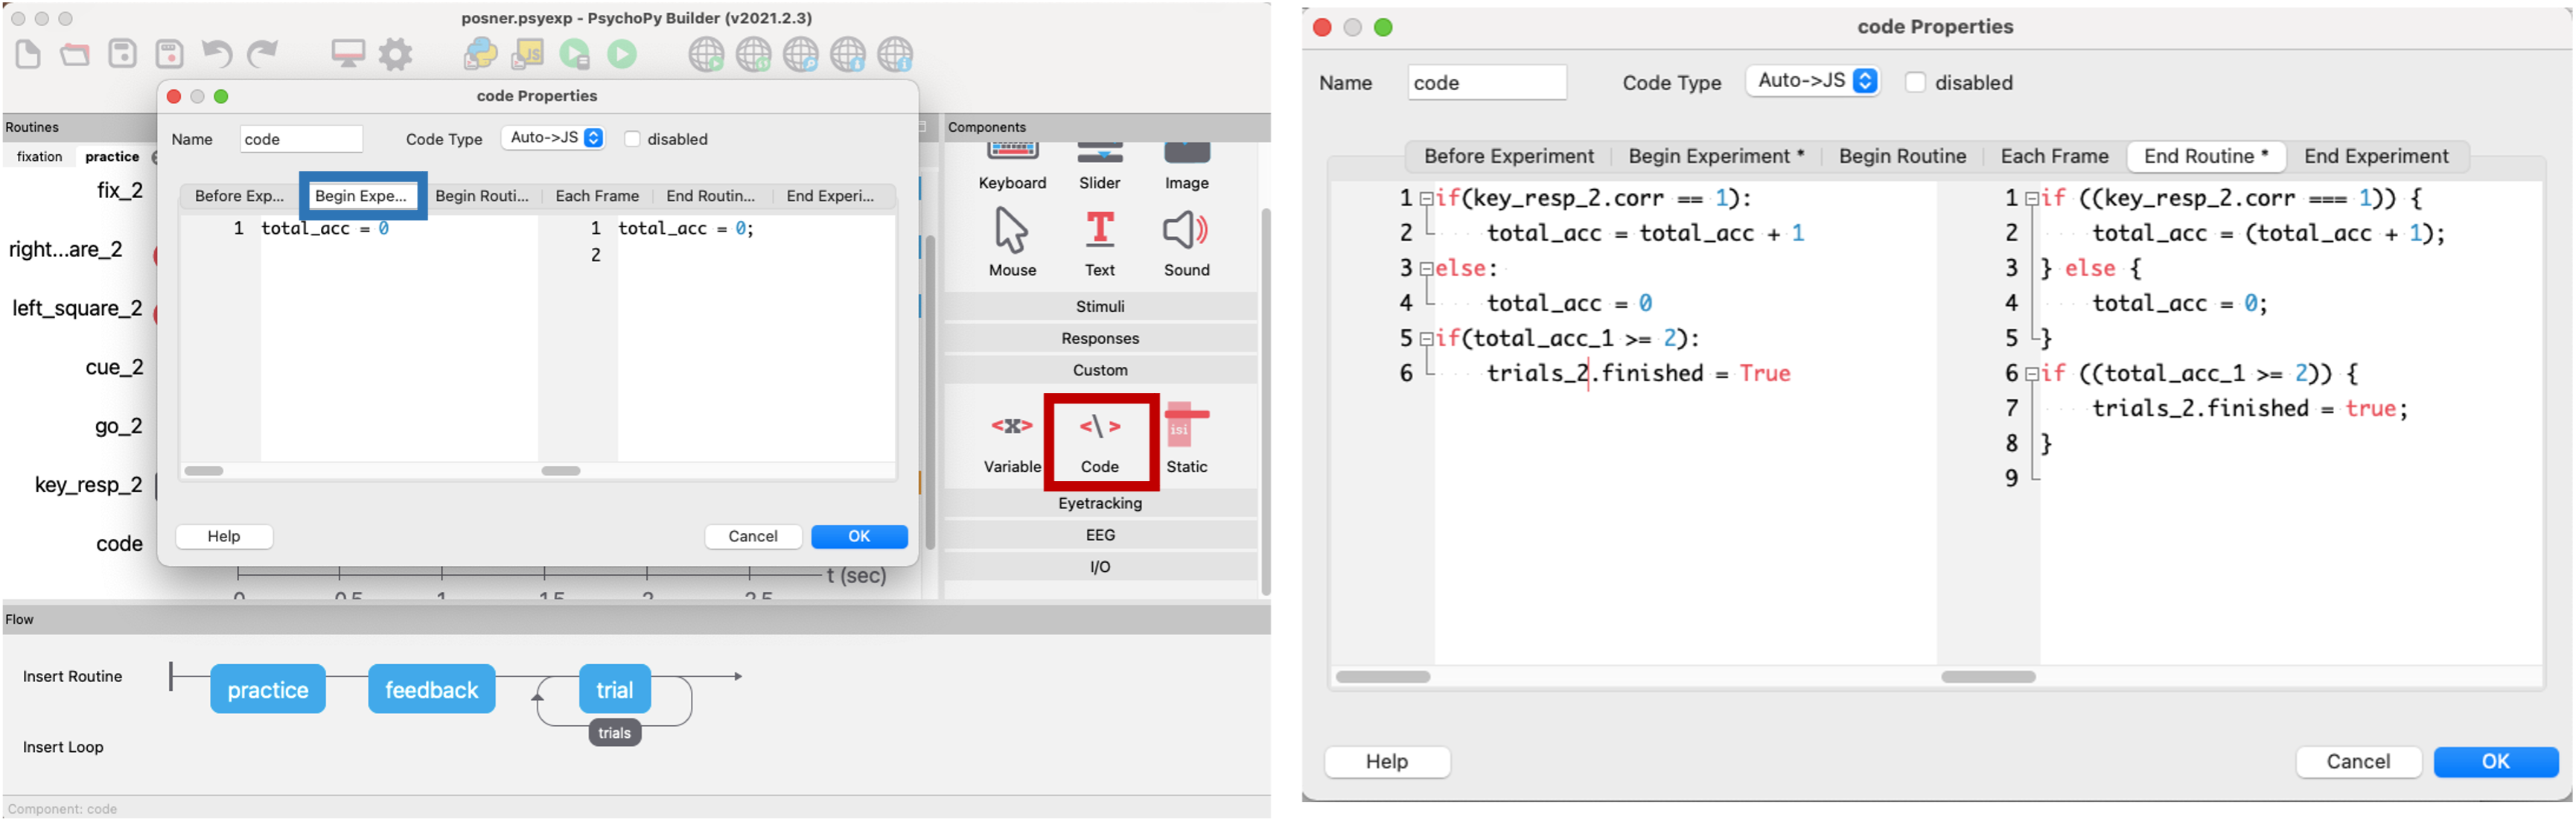 posner.psyexp - PsychoPy Builder (v2021.2.3)
Routines
fixation practice
fix_2
right...are_2
left_square_2
cue_2
go_2
key_resp_2
code
code Properties
Name code Code Type Auto->JS disabled
Before Exp... Begin Expe... Begin Routi... Each Frame End Routin... End Experi...
1 total_acc = 0
1 total_acc = 0;
2
Help Cancel OK
t (sec)
0 0.5 1 1.5 2 2.5
Components
Keyboard Slider Image
Mouse Text Sound
Stimuli
Responses
Custom
isi
Variable Code Static
Eyetracking
EEG
I/O
Flow
Insert Routine
practice feedback trial
trials
Insert Loop
Component: code
code Properties
Name code Code Type Auto->JS disabled
Before Experiment Begin Experiment * Begin Routine Each Frame End Routine * End Experiment
1 if(key_resp_2.corr == 1):
2 total_acc = total_acc + 1
3 else:
4 total_acc = 0
5 if(total_acc_1 >= 2):
6 trials_2.finished = True
1 if ((key_resp_2.corr === 1)) {
2 total_acc = (total_acc + 1);
3 } else {
4 total_acc = 0;
5 }
6 if ((total_acc_1 >= 2)) {
7 trials_2.finished = true;
8 }
9
Help Cancel OK